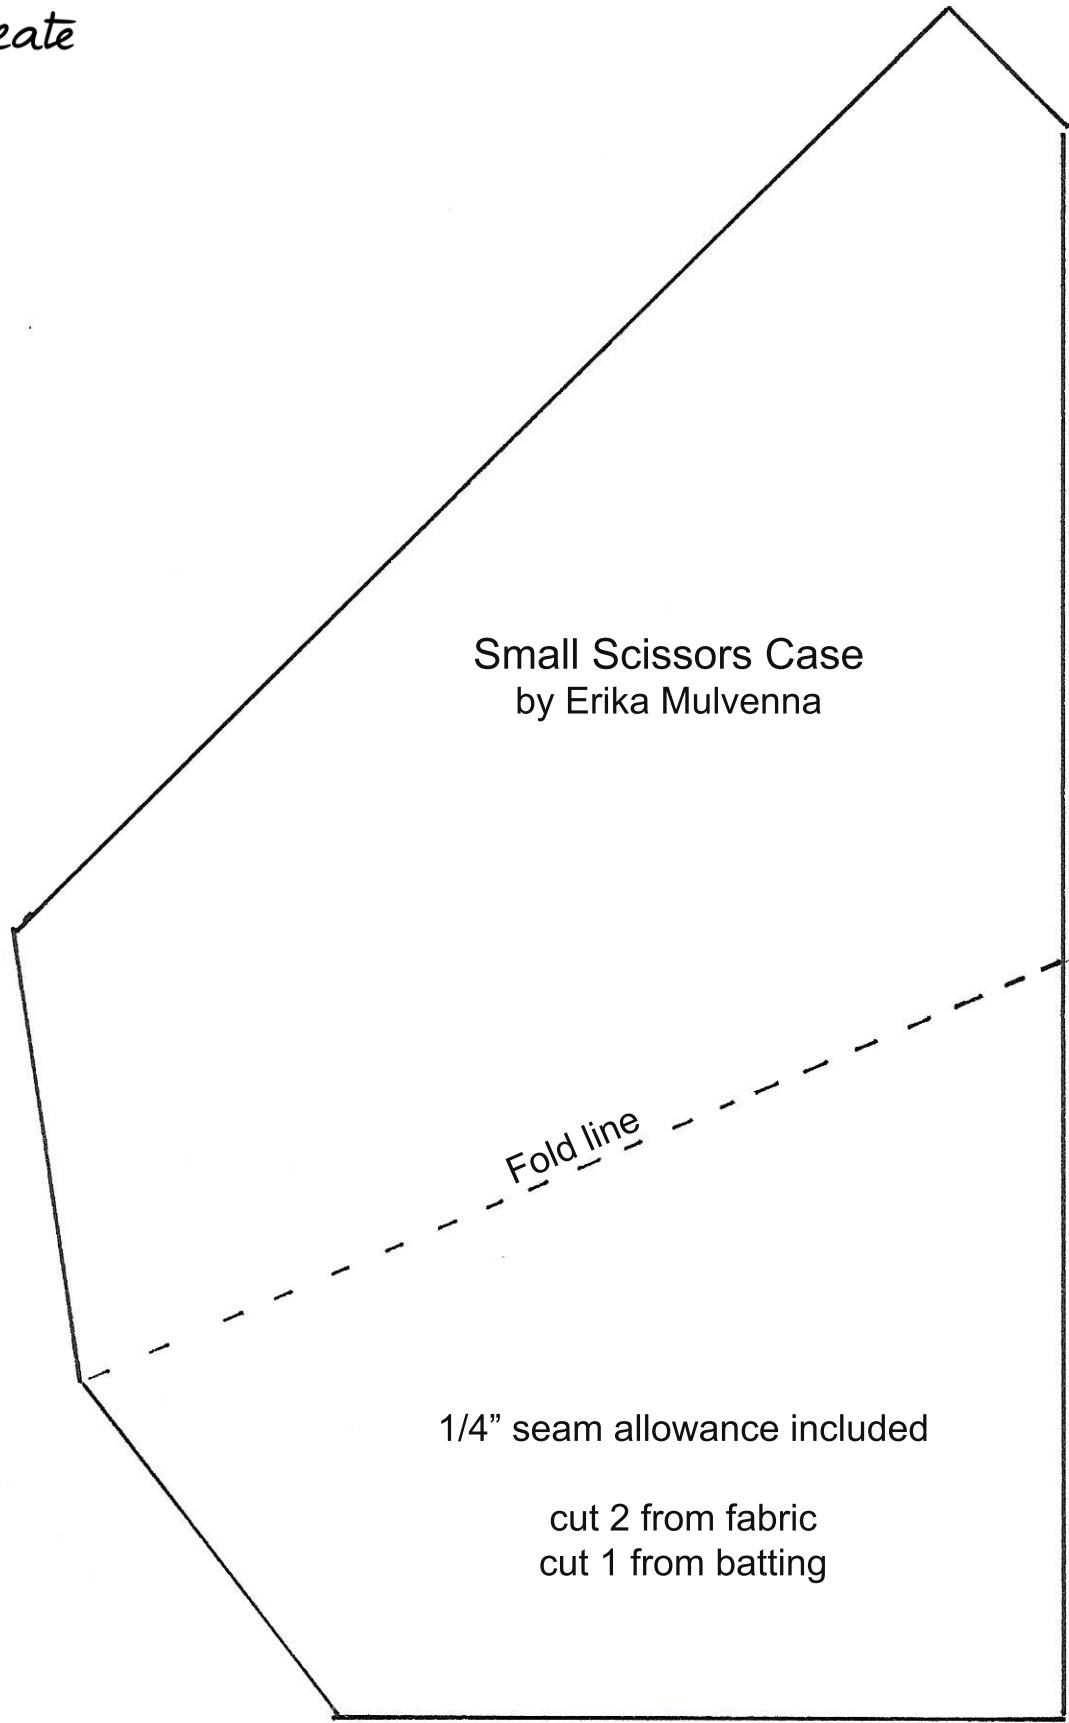 Small Scissors Case
by Erika Mulvenna
Fold line
1/4” seam allowance included
cut 2 from fabric
cut 1 from batting